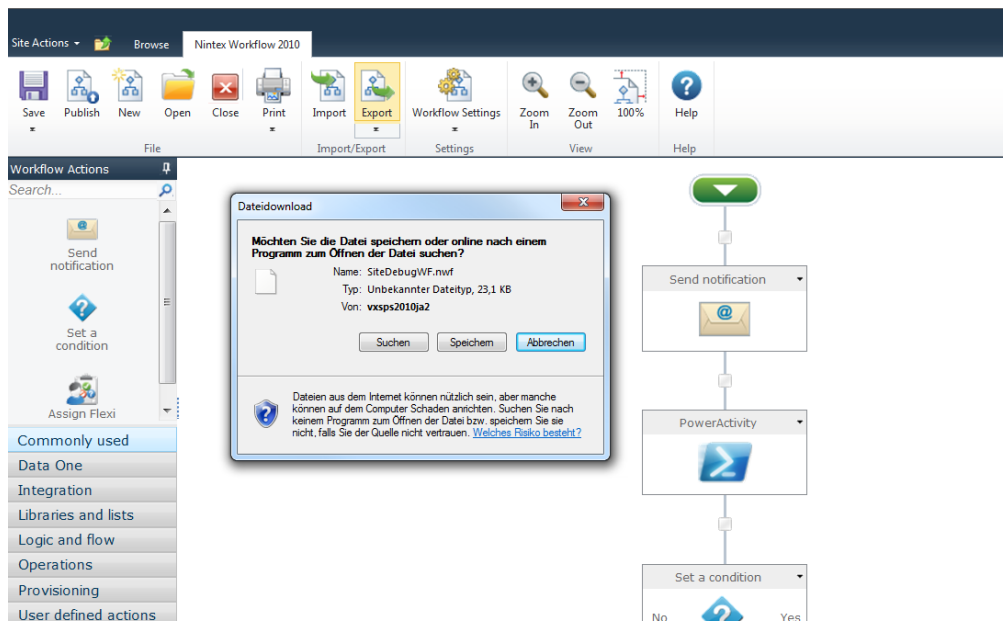 Site Actions
Browse
Nintex Workflow 2010
Save
Publish
New
Open
Close
Print
Import
Export
Workflow Settings
Zoom
In
Zoom
Out
100%
Help
File
Import/Export
Settings
View
Help
Workflow Actions
Search...
Send
notification
Set a
condition
Assign Flexi
Commonly used
Data One
Integration
Libraries and lists
Logic and flow
Operations
Provisioning
User defined actions
Dateidownload
Möchten Sie die Datei speichern oder online nach einem
Programm zum Öffnen der Datei suchen?
Name: SiteDebugWF.nwf
Typ: Unbekannter Dateityp, 23,1 KB
Von: vxsps2010ja2
Suchen
Speichern
Abbrechen
Dateien aus dem Internet können nützlich sein, aber manche
können auf dem Computer Schaden anrichten. Suchen Sie nach
keinem Programm zum Öffnen der Datei bzw. speichern Sie sie
nicht, falls Sie der Quelle nicht vertrauen. Welches Risiko besteht?
Send notification
PowerActivity
Set a condition
No
Yes